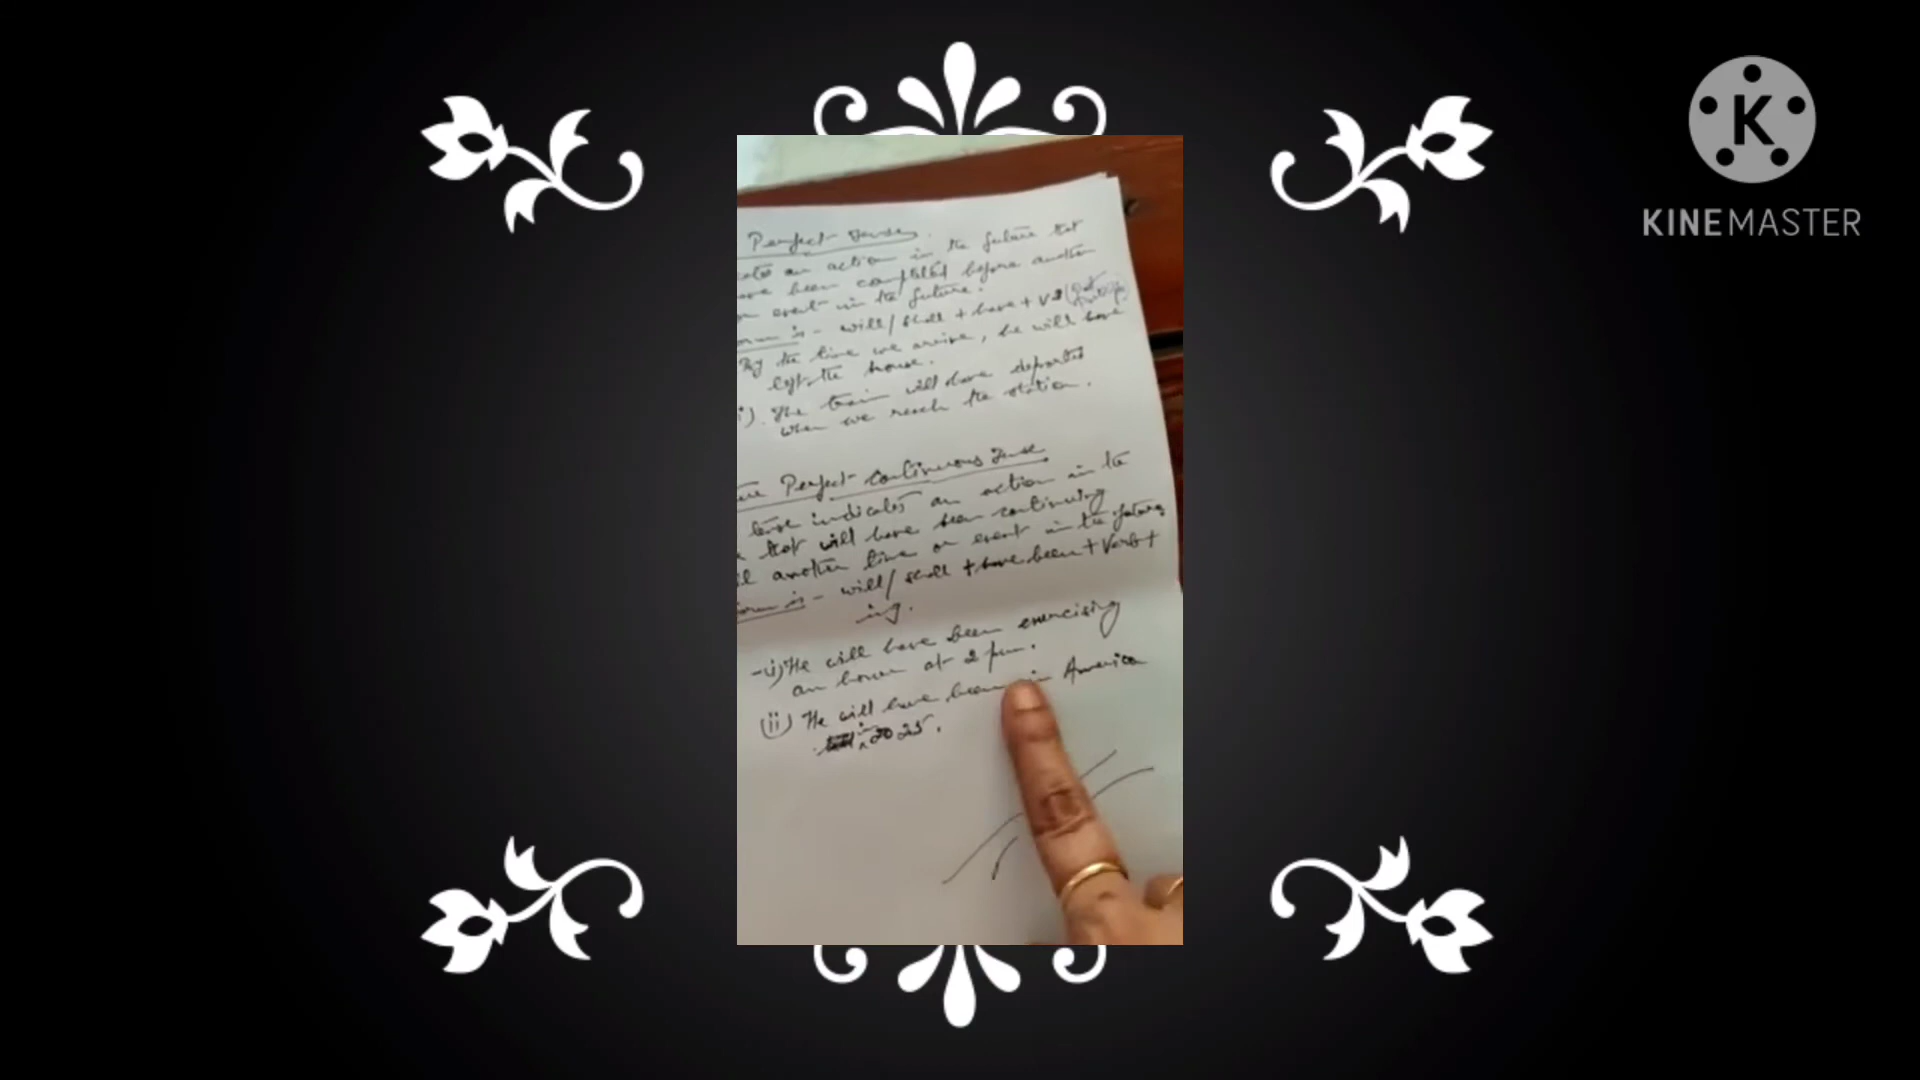 Perfect Tense.
an action in the future that
have been completed before another
or event in the future.
will/shall + have + V3
By the time we arrive, he will have
left the house.
The train will have departed
when we reach the station.
Perfect continuous Tense
tense indicates an action in the
that will have been continuing
another time or event in the future
will/shall + have been + Verb +
ing.
i) He will have been exercising
an hour at 2 pm.
(ii) He will have been in America
in 2025.
K
KINEMASTER